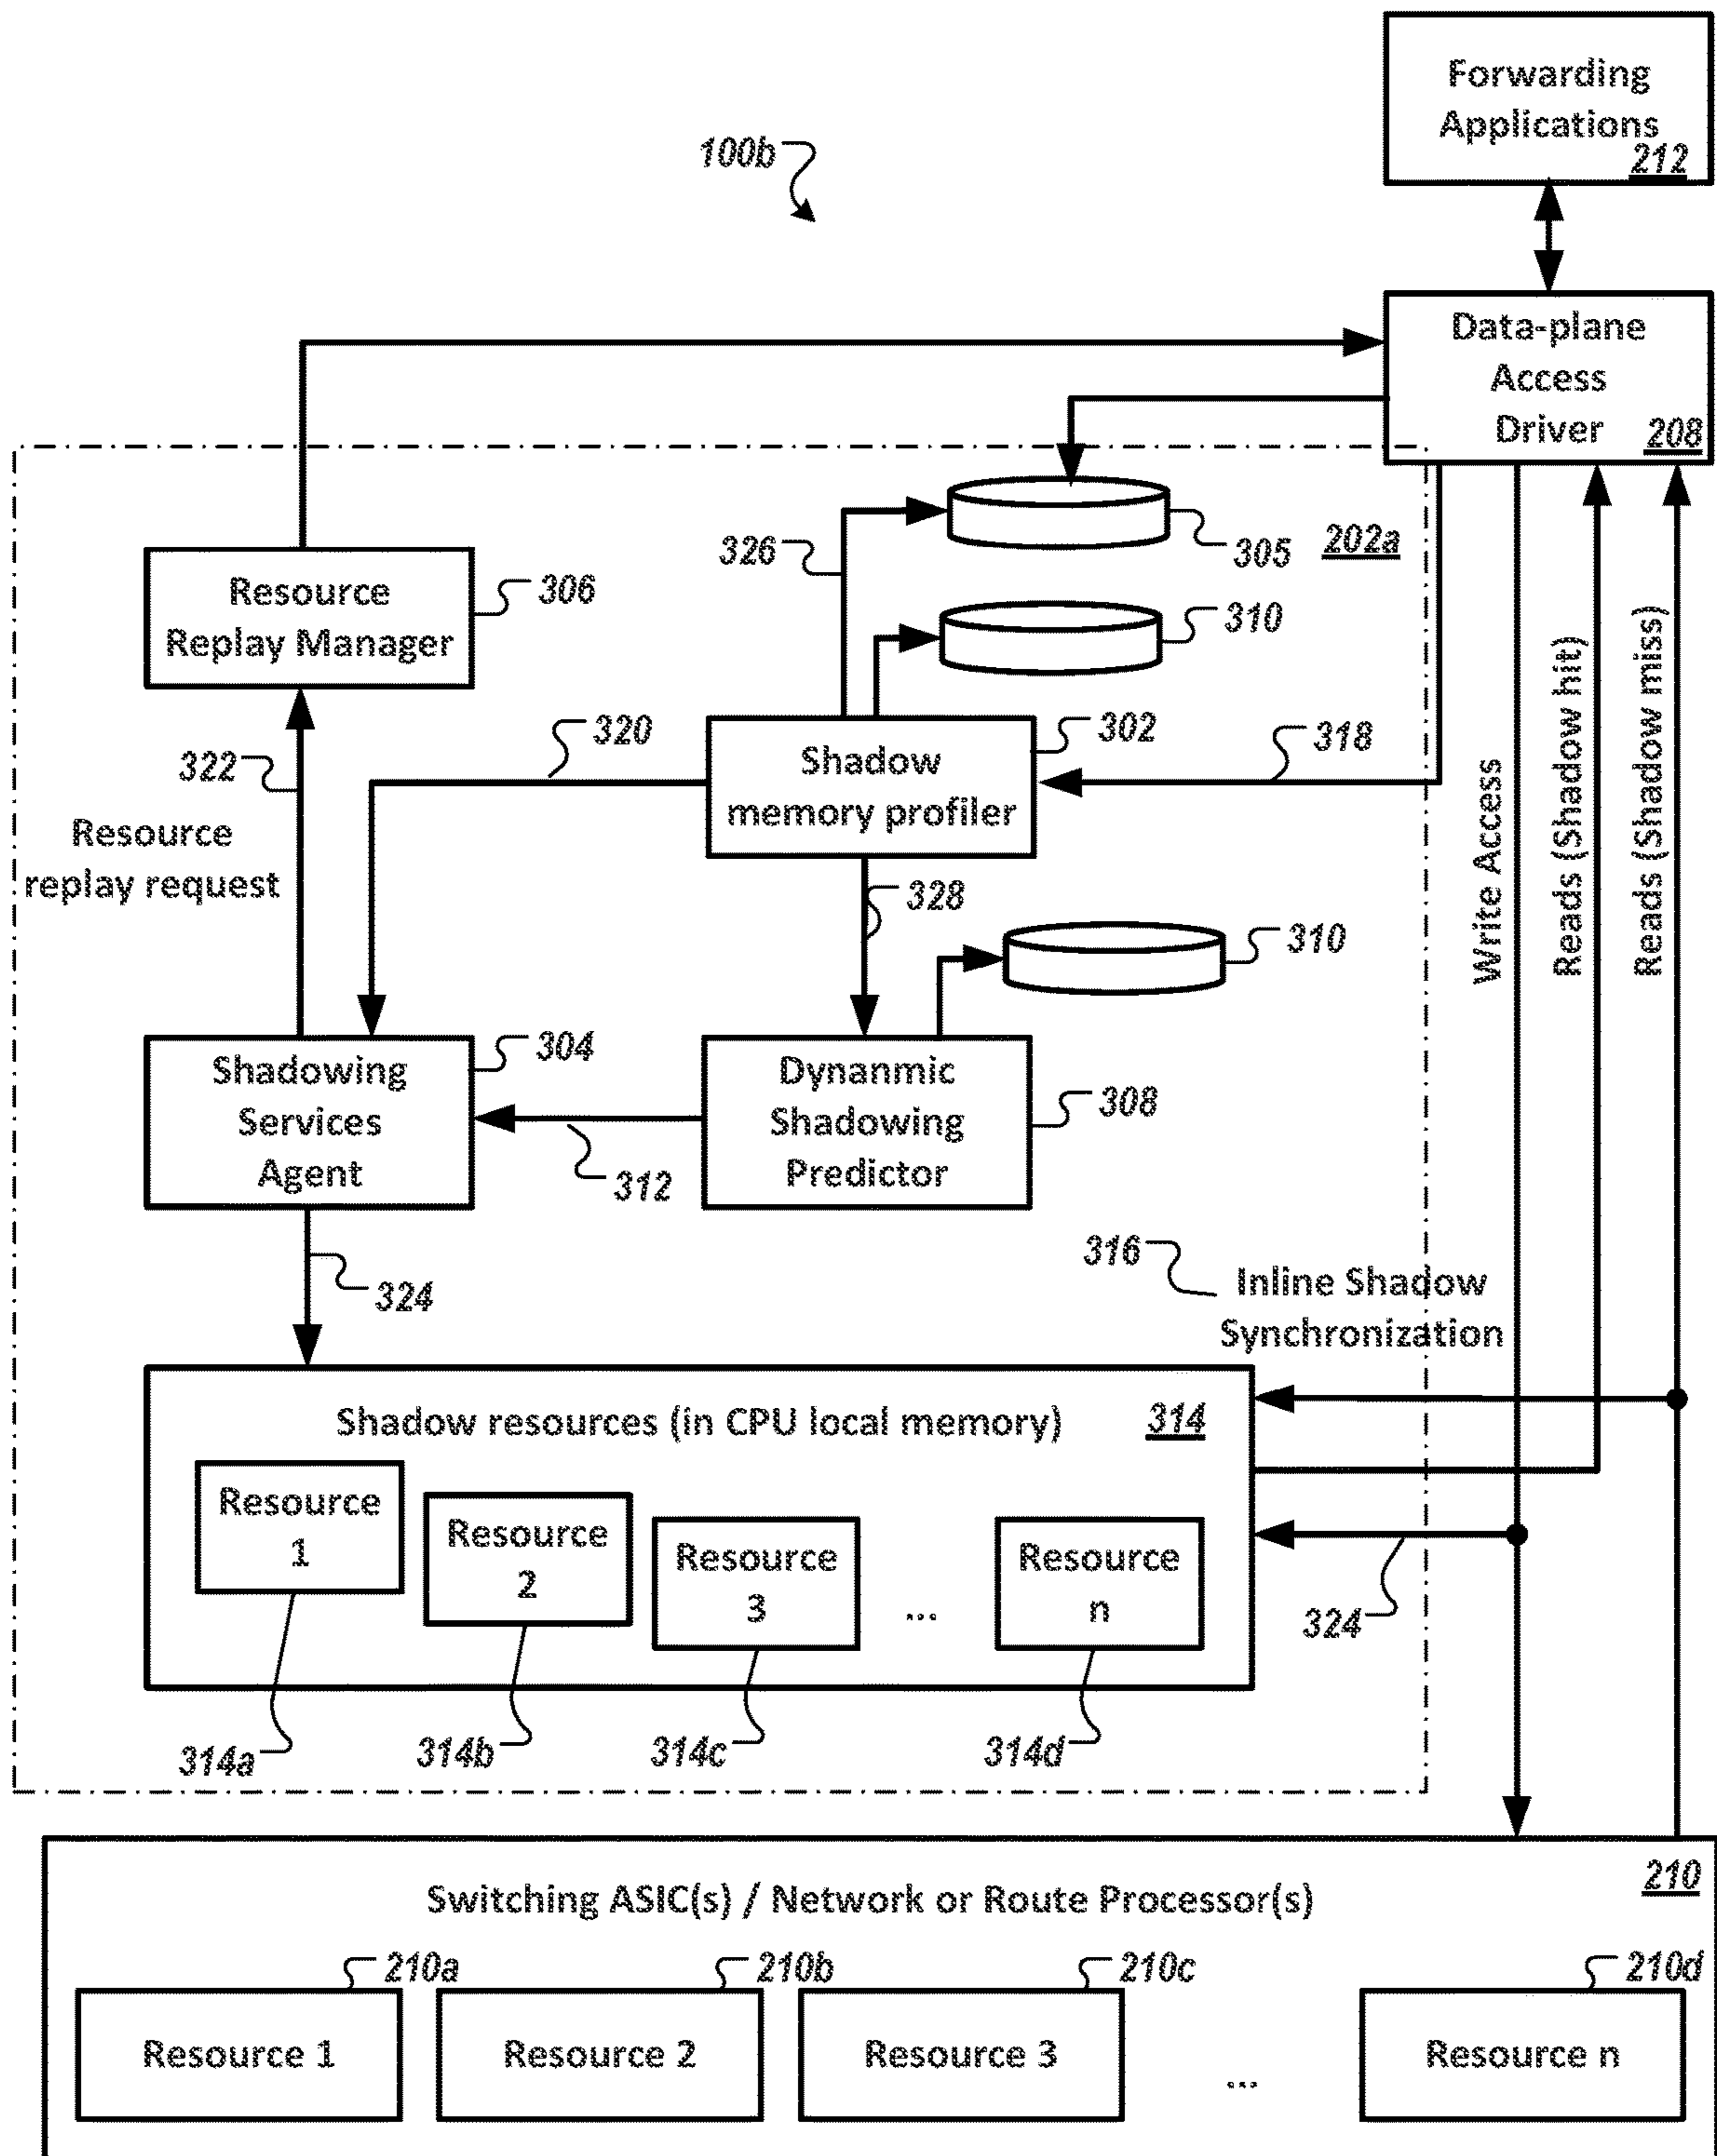 Forwarding
Applications
212
100b
Data-plane
Access
Driver
208
305
202a
326
310
Resource
Replay Manager
306
320
302
318
322
Shadow
memory profiler
Resource
replay request
328
Write Access
Reads (Shadow hit)
Reads (Shadow miss)
310
304
Shadowing
Services
Agent
312
Dynanmic
Shadowing
Predictor
308
324
316
Inline Shadow
Synchronization
Shadow resources (in CPU local memory)
314
Resource
1
Resource
2
Resource
3
...
Resource
n
324
314a
314b
314c
314d
210
Switching ASIC(s) / Network or Route Processor(s)
210a
210b
210c
210d
Resource 1
Resource 2
Resource 3
...
Resource n